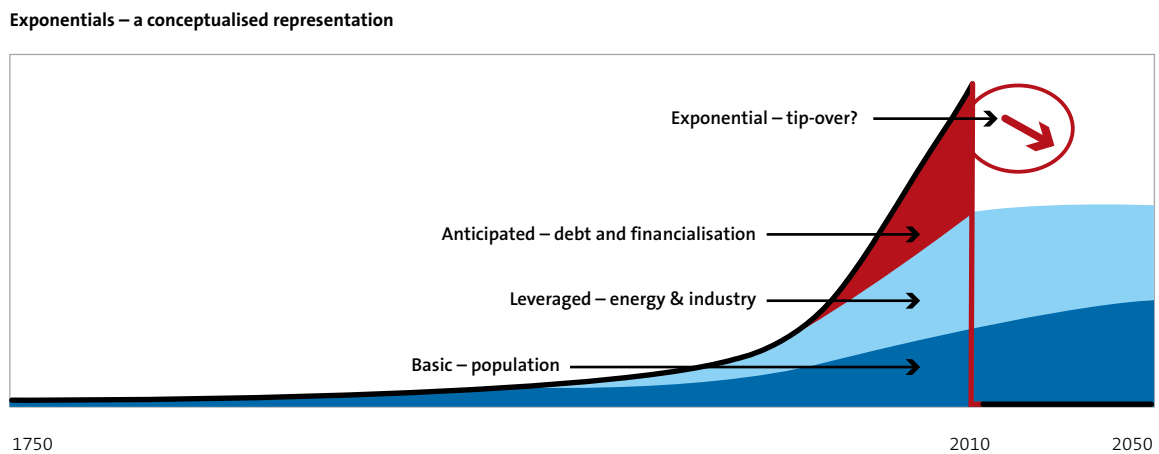 Exponentials – a conceptualised representation
Exponential – tip-over?
Anticipated – debt and financialisation
Leveraged – energy & industry
Basic – population
1750
2010
2050